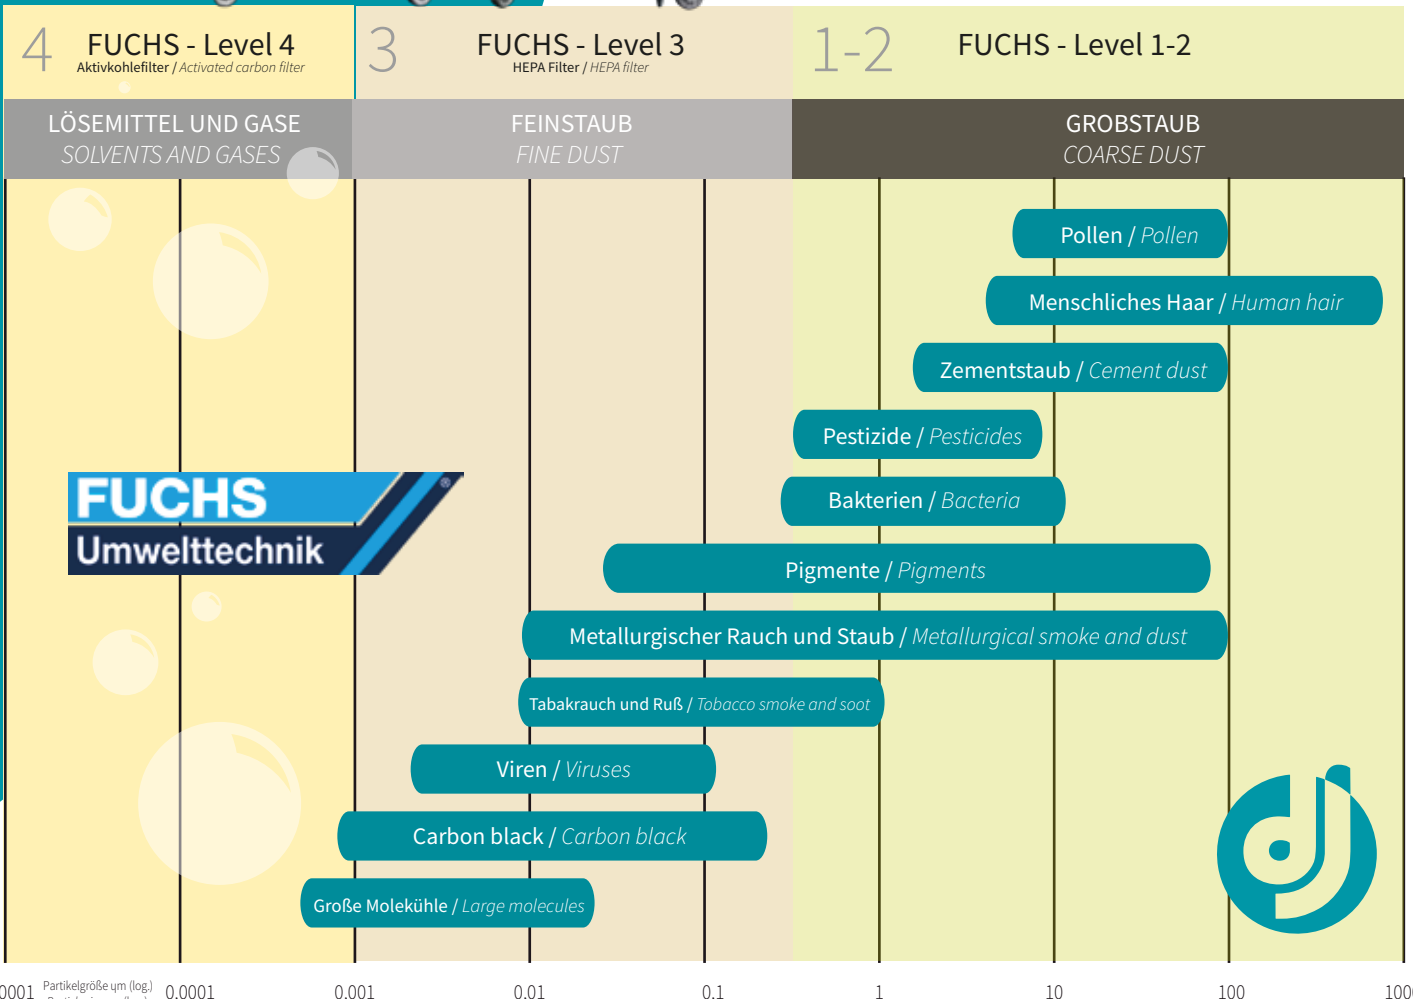 4
FUCHS - Level 4
Aktivkohlefilter / Activated carbon filter
3
FUCHS - Level 3
HEPA Filter / HEPA filter
1-2
FUCHS - Level 1-2
LÖSEMITTEL UND GASE
SOLVENTS AND GASES
FEINSTAUB
FINE DUST
GROBSTAUB
COARSE DUST
Pollen / Pollen
Menschliches Haar / Human hair
Zementstaub / Cement dust
Pestizide / Pesticides
Bakterien / Bacteria
FUCHS
®
Umwelttechnik
Pigmente / Pigments
Metallurgischer Rauch und Staub / Metallurgical smoke and dust
Tabakrauch und Ruß / Tobacco smoke and soot
Viren / Viruses
Carbon black / Carbon black
Große Molekühle / Large molecules
Partikelgröße ųm (log.)
0001 0.0001 0.001 0.01 0.1 1 10 100 100